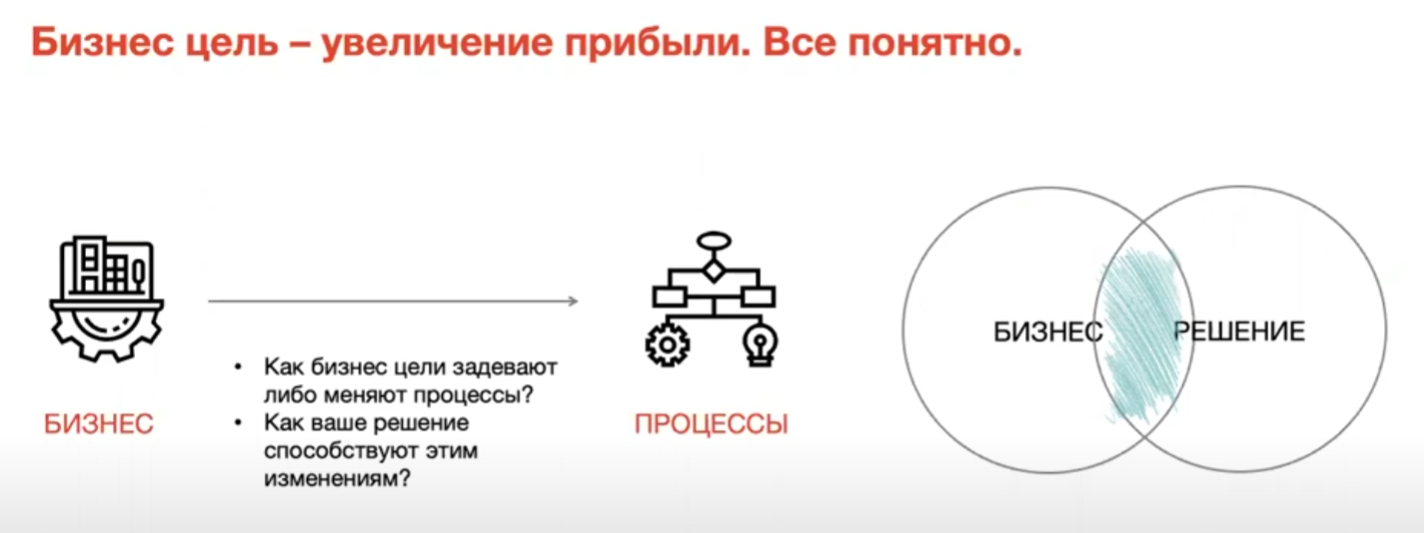 Бизнес цель – увеличение прибыли. Все понятно.
БИЗНЕС
• Как бизнес цели задевают
либо меняют процессы?
• Как ваше решение
способствуют этим
изменениям?
ПРОЦЕССЫ
БИЗНЕС
РЕШЕНИЕ